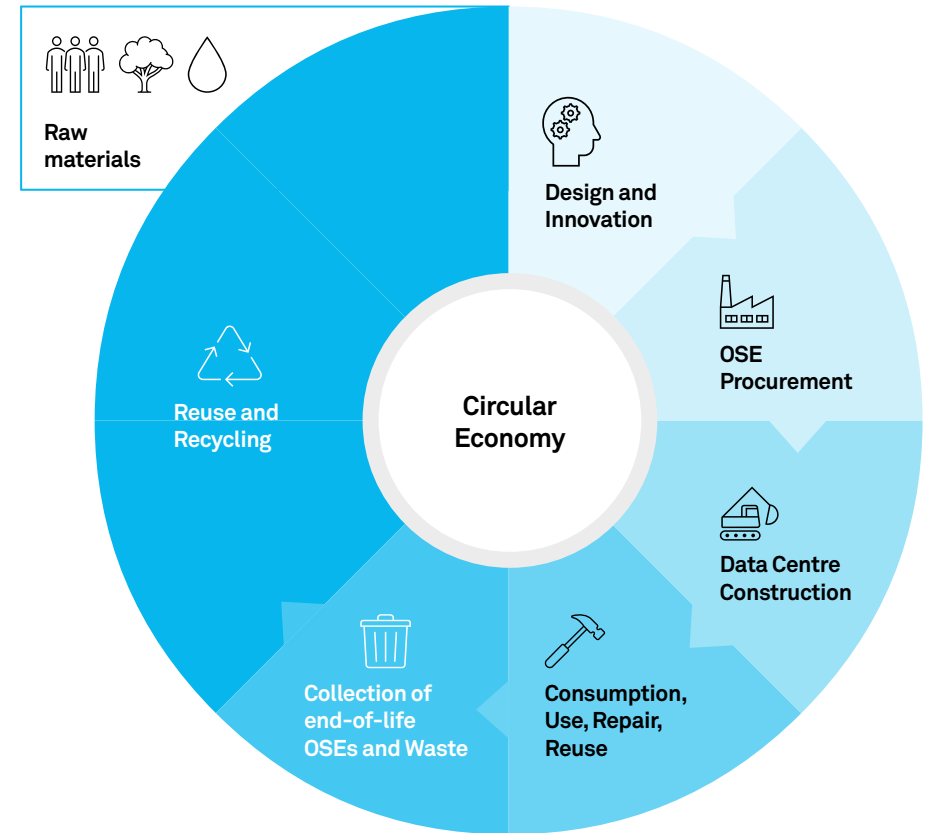 Raw
materials
Design and
Innovation
OSE
Procurement
Data Centre
Construction
Consumption,
Use, Repair,
Reuse
Collection of
end-of-life
OSEs and Waste
Reuse and
Recycling
Circular
Economy